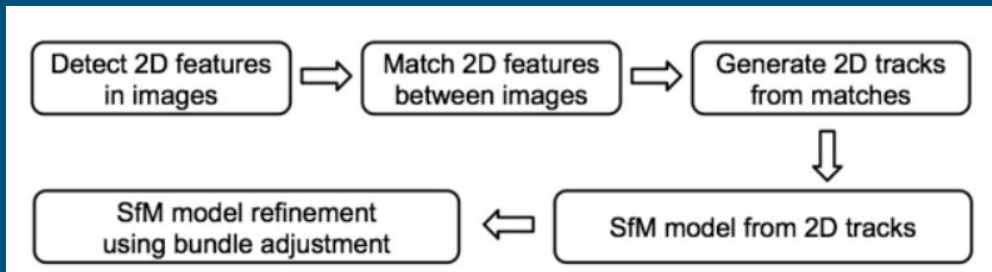 Detect 2D features
in images
Match 2D features
between images
Generate 2D tracks
from matches
SfM model from 2D tracks
SfM model refinement
using bundle adjustment